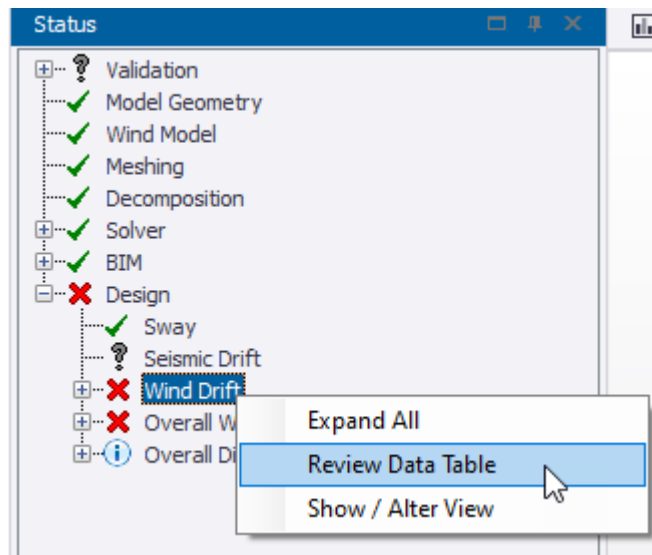 Status
Validation
Model Geometry
Wind Model
Meshing
Decomposition
Solver
BIM
Design
Sway
Seismic Drift
Wind Drift
Overall W
Overall Di
Expand All
Review Data Table
Show / Alter View